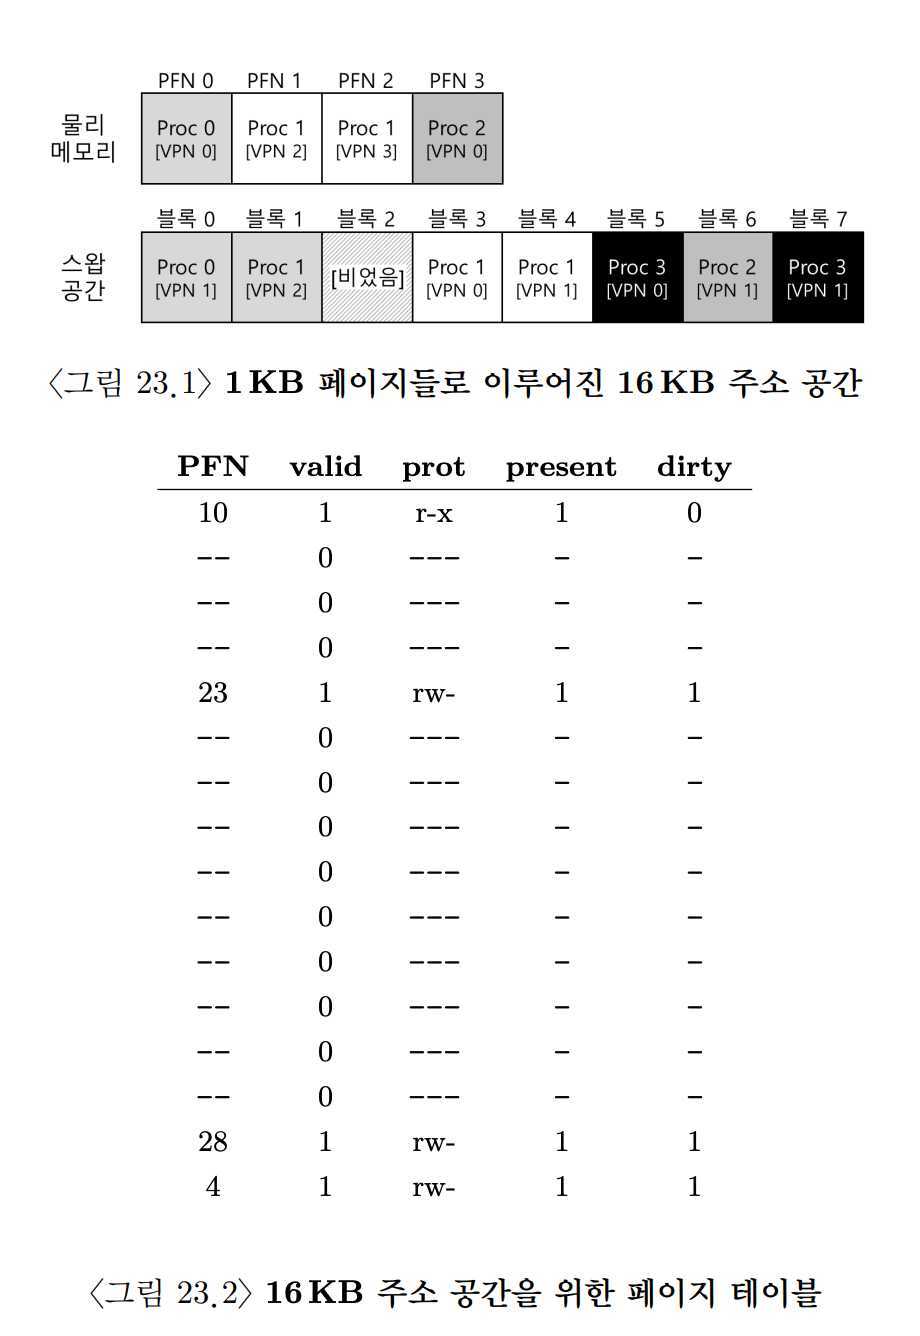 PFN 0 PFN 1 PFN 2 PFN 3
물리 메모리
Proc 0 [VPN 0] Proc 1 [VPN 2] Proc 1 [VPN 3] Proc 2 [VPN 0]
블록 0 블록 1 블록 2 블록 3 블록 4 블록 5 블록 6 블록 7
스왑 공간
Proc 0 [VPN 1] Proc 1 [VPN 2] [비었음] Proc 1 [VPN 0] Proc 1 [VPN 1] Proc 3 [VPN 0] Proc 2 [VPN 1] Proc 3 [VPN 1]
〈그림 23.1〉 1 KB 페이지들로 이루어진 16 KB 주소 공간
PFN valid prot present dirty
10 1 r-x 1 0
-- 0 --- - -
-- 0 --- - -
-- 0 --- - -
23 1 rw- 1 1
-- 0 --- - -
-- 0 --- - -
-- 0 --- - -
-- 0 --- - -
-- 0 --- - -
-- 0 --- - -
-- 0 --- - -
-- 0 --- - -
-- 0 --- - -
28 1 rw- 1 1
4 1 rw- 1 1
〈그림 23.2〉 16 KB 주소 공간을 위한 페이지 테이블